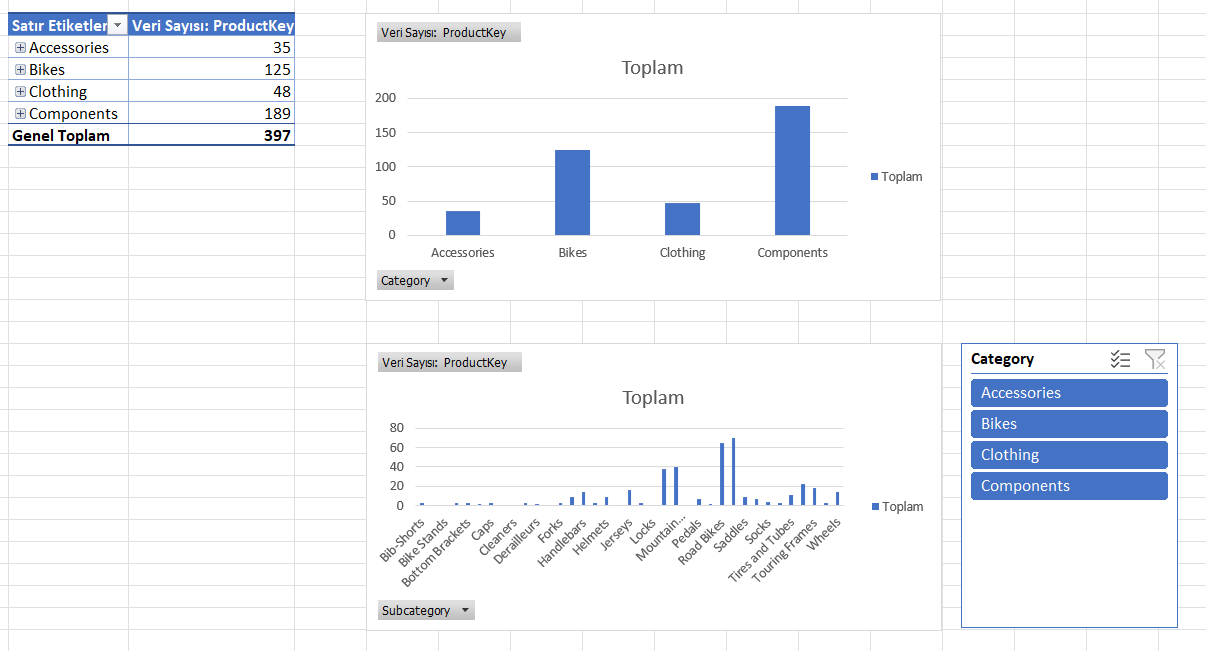 Satır Etiketler Veri Sayısı: ProductKey
Accessories 35
Bikes 125
Clothing 48
Components 189
Genel Toplam 397
Veri Sayısı: ProductKey
Toplam
200
150
100
50
0
Accessories Bikes Clothing Components
Toplam
Category
Veri Sayısı: ProductKey
Toplam
80
60
40
20
0
Bib-Shorts
Bike Stands
Bottom Brackets
Caps
Cleaners
Derailleurs
Forks
Handlebars
Helmets
Jerseys
Locks
Mountain...
Pedals
Road Bikes
Saddles
Socks
Tires and Tubes
Touring Frames
Wheels
Toplam
Subcategory
Category
Accessories
Bikes
Clothing
Components